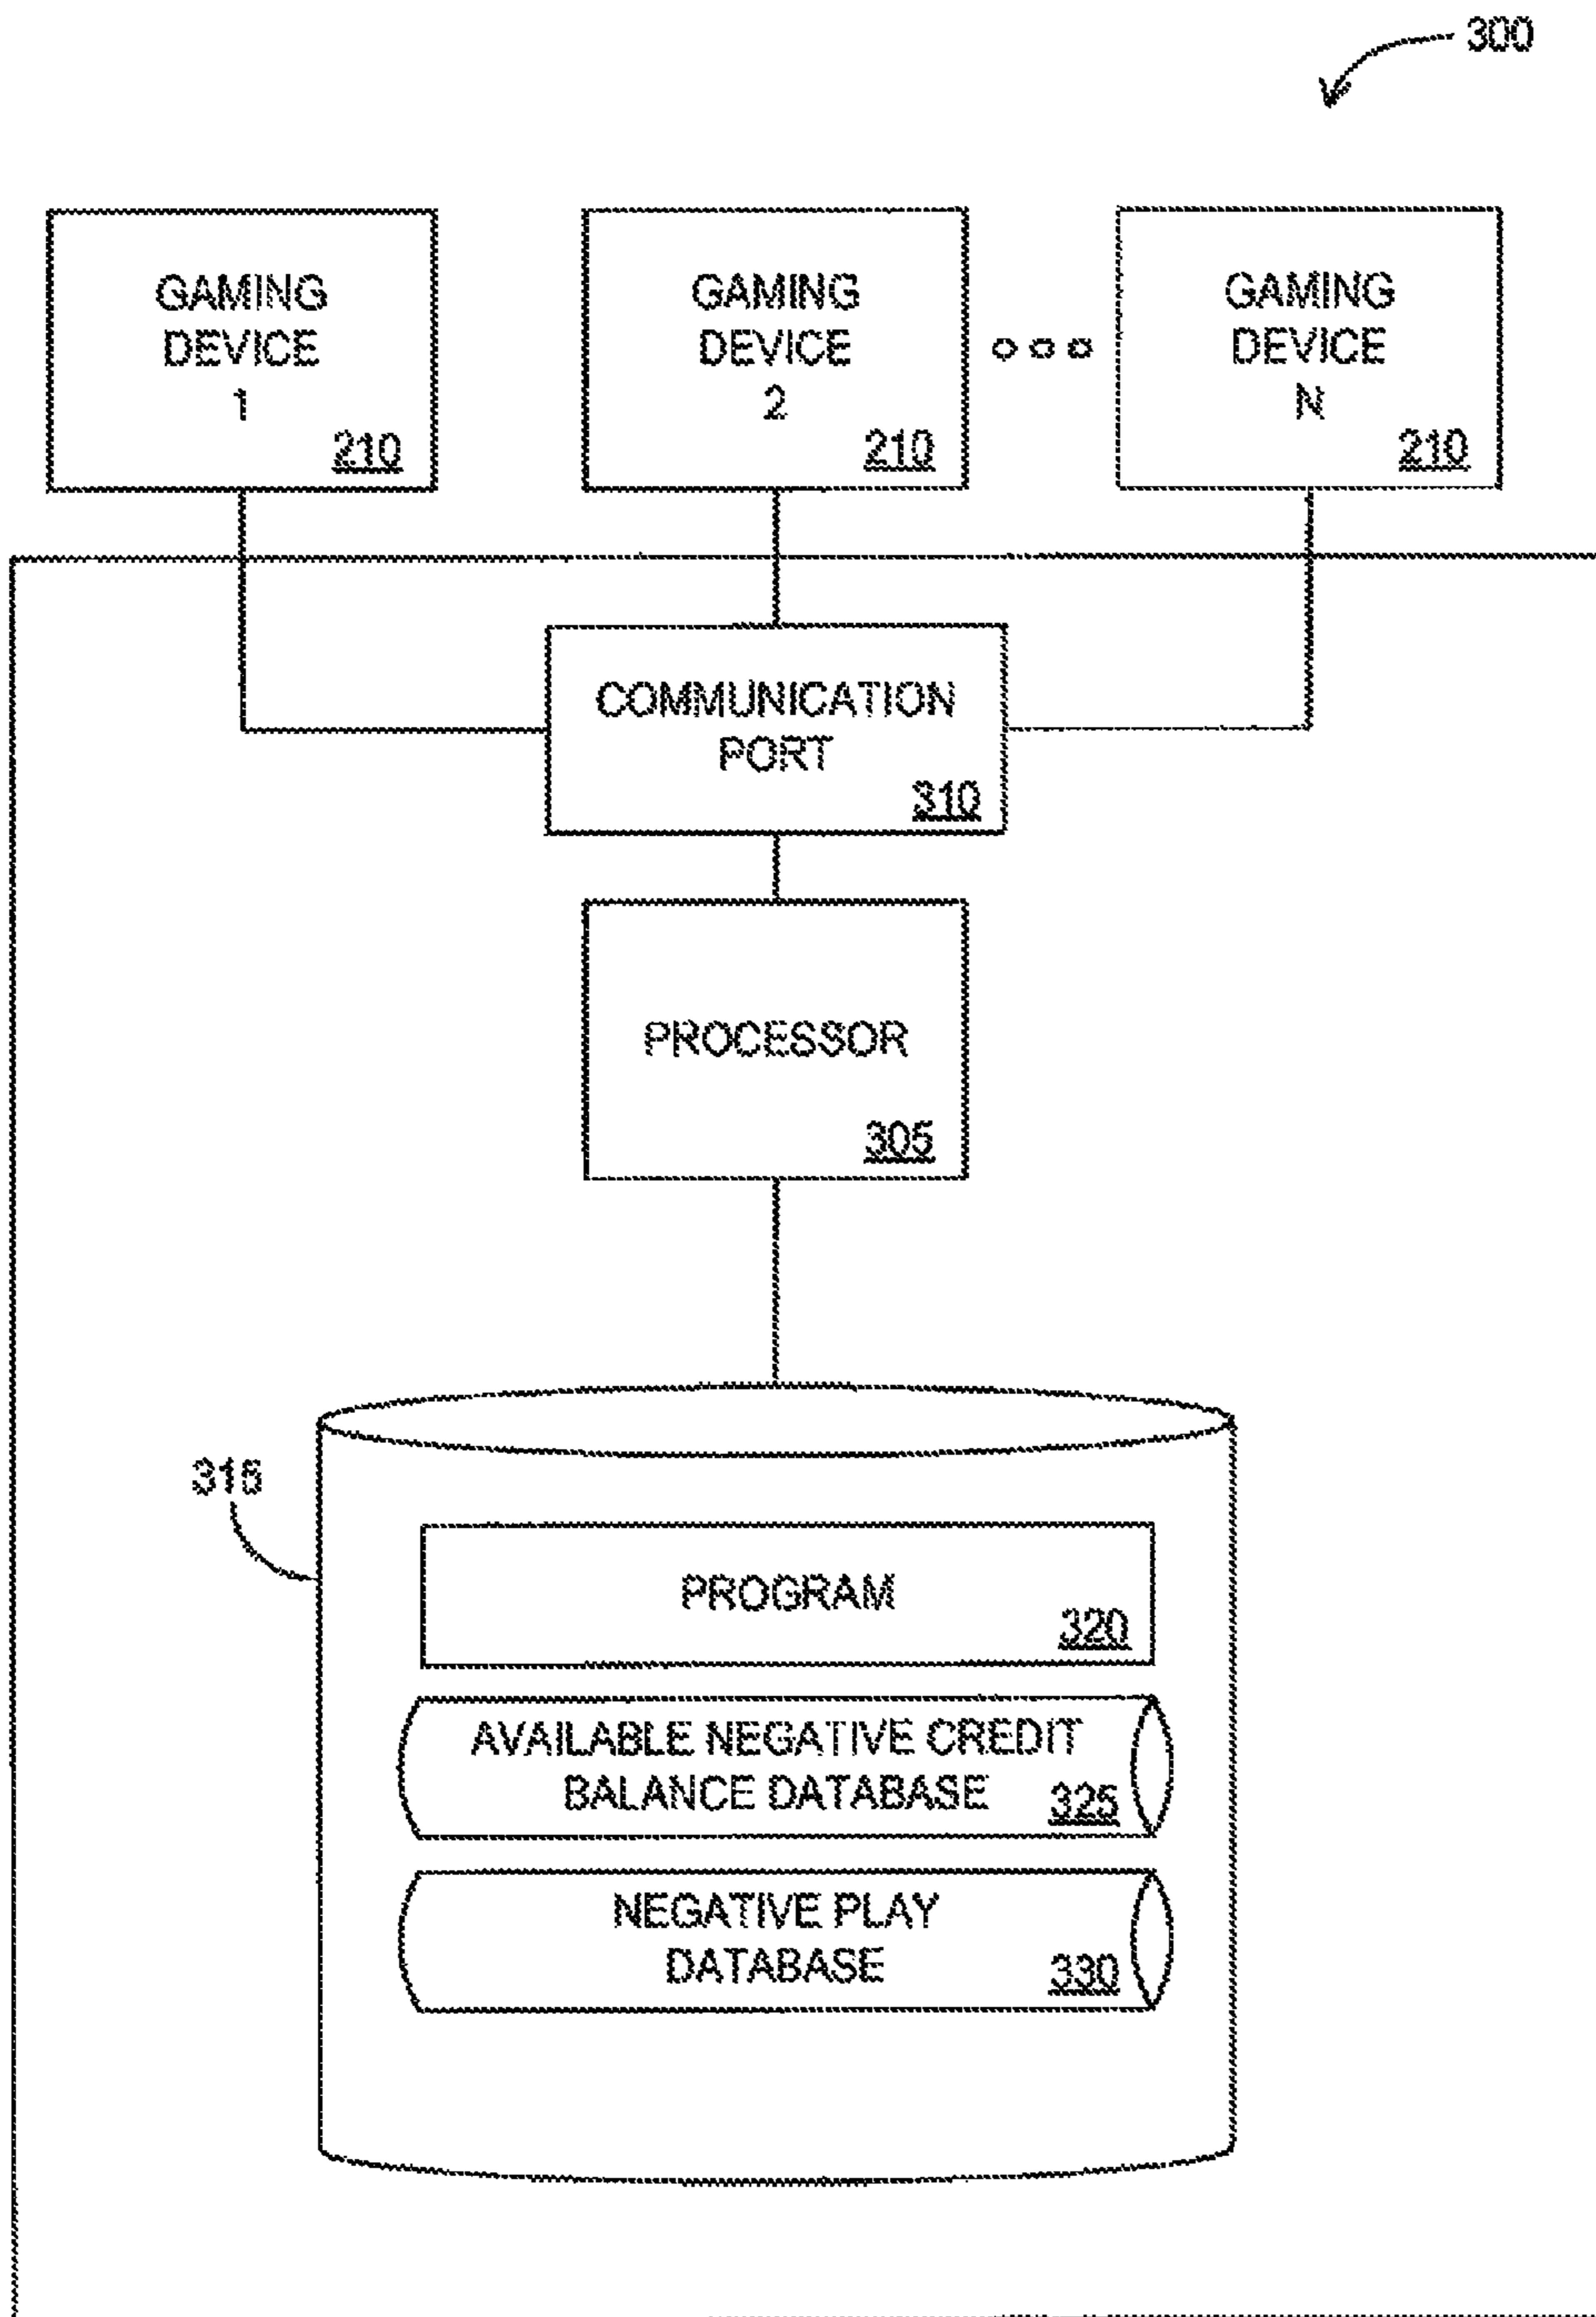 300
GAMING
DEVICE
1
210
GAMING
DEVICE
2
210
GAMING
DEVICE
N
210
COMMUNICATION
PORT
310
PROCESSOR
305
315
PROGRAM
320
AVAILABLE NEGATIVE CREDIT
BALANCE DATABASE 325
NEGATIVE PLAY
DATABASE 330